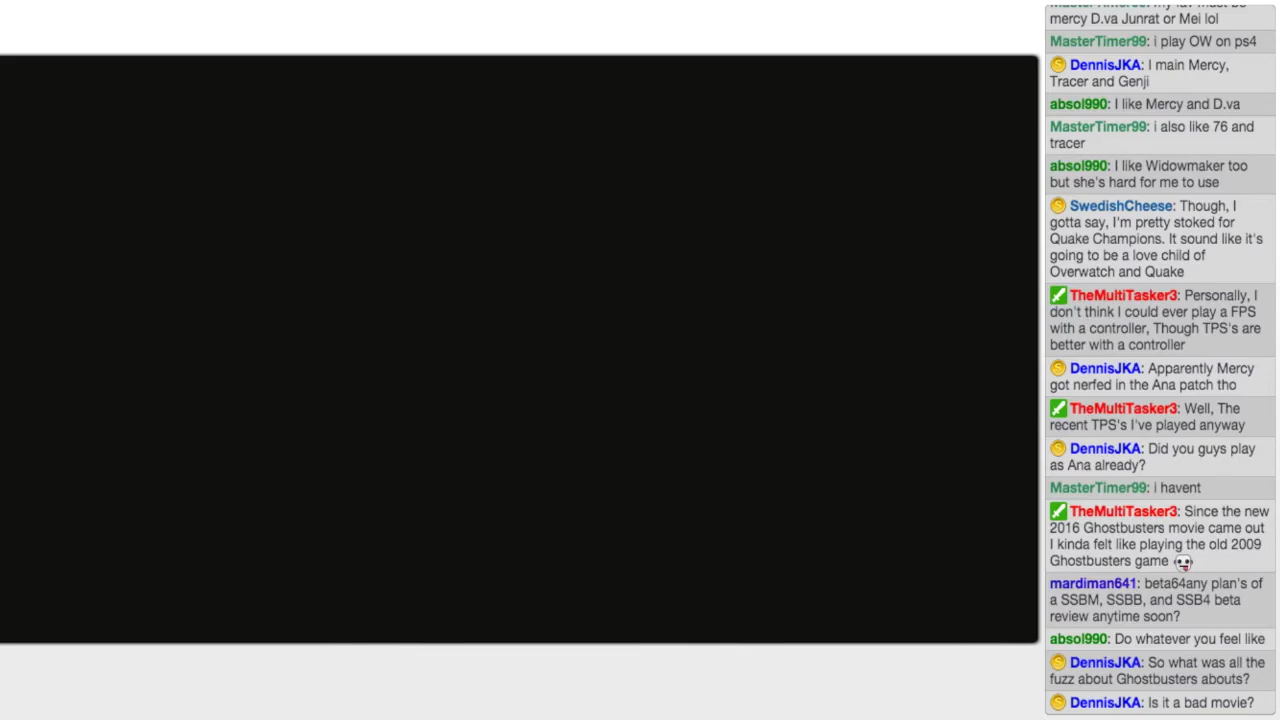 mercy D.va Junrat or Mei lol
MasterTimer99: i play OW on ps4
DennisJKA: I main Mercy,
Tracer and Genji
absol990: I like Mercy and D.va
MasterTimer99: i also like 76 and
tracer
absol990: I like Widowmaker too
but she's hard for me to use
SwedishCheese: Though, I
gotta say, I'm pretty stoked for
Quake Champions. It sound like it's
going to be a love child of
Overwatch and Quake
TheMultiTasker3: Personally, I
don't think I could ever play a FPS
with a controller, Though TPS's are
better with a controller
DennisJKA: Apparently Mercy
got nerfed in the Ana patch tho
TheMultiTasker3: Well, The
recent TPS's I've played anyway
DennisJKA: Did you guys play
as Ana already?
MasterTimer99: i havent
TheMultiTasker3: Since the new
2016 Ghostbusters movie came out
I kinda felt like playing the old 2009
Ghostbusters game
mardiman641: beta64any plan's of
a SSBM, SSBB, and SSB4 beta
review anytime soon?
absol990: Do whatever you feel like
DennisJKA: So what was all the
fuzz about Ghostbusters abouts?
DennisJKA: Is it a bad movie?